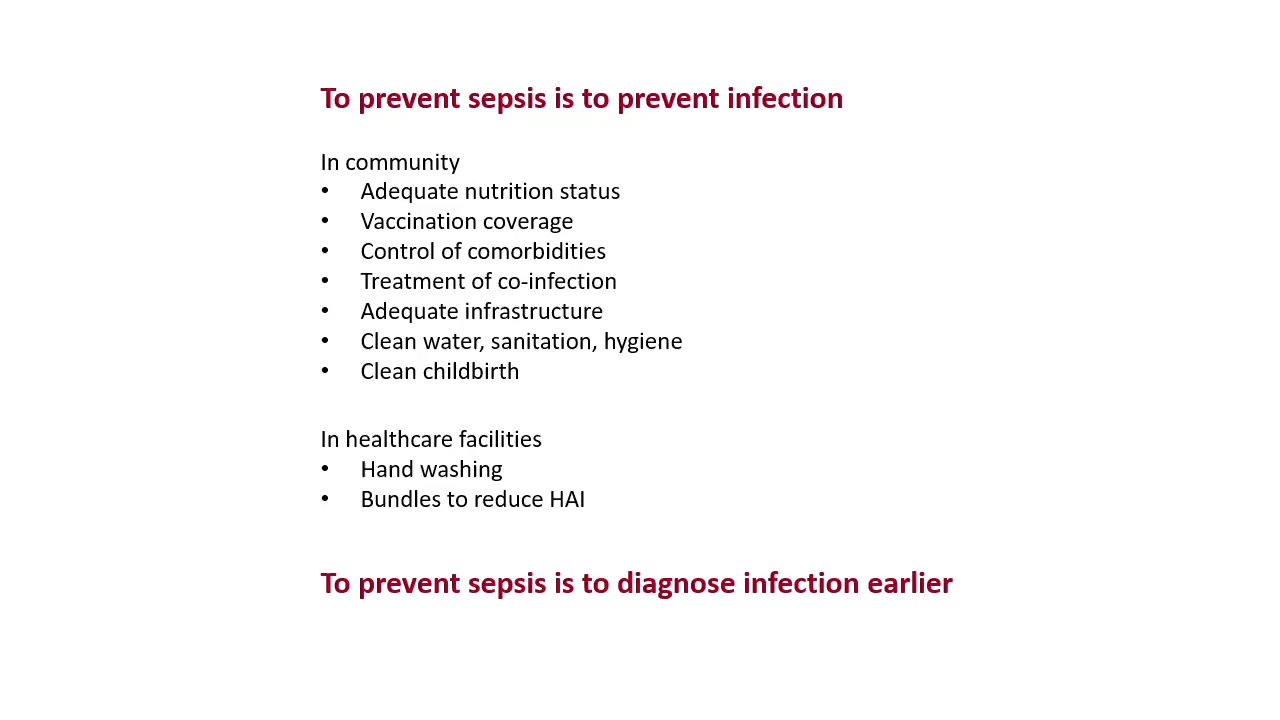 To prevent sepsis is to prevent infection
In community
• Adequate nutrition status
• Vaccination coverage
• Control of comorbidities
• Treatment of co-infection
• Adequate infrastructure
• Clean water, sanitation, hygiene
• Clean childbirth
In healthcare facilities
• Hand washing
• Bundles to reduce HAI
To prevent sepsis is to diagnose infection earlier